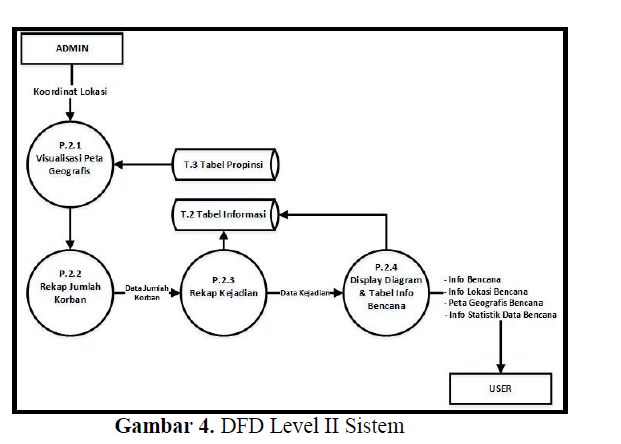 ADMIN
Koordinat Lokasi
P.2.1
Visualisasi Peta
Geografis
T.3 Tabel Propinsi
T.2 Tabel Informasi
P.2.2
Rekap Jumlah
Korban
Data Jumlah
Korban
P.2.3
Rekap Kejadian
Data Kejadian
P.2.4
Display Diagram
& Tabel Info
Bencana
- Info Bencana
- Info Lokasi Bencana
- Peta Geografis Bencana
- Info Statistik Data Bencana
USER
Gambar 4. DFD Level II Sistem